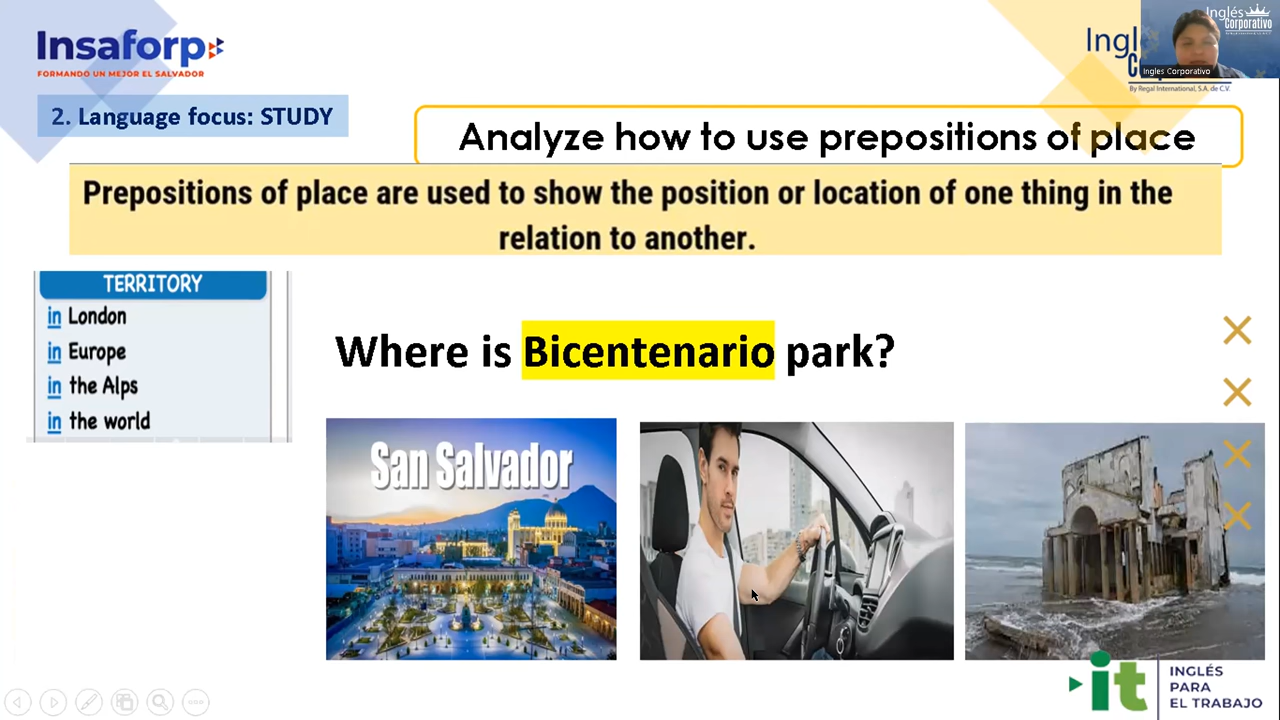 Insaforp
FORMANDO UN MEJOR EL SALVADOR
Inglés
Corporativo
Ingles Corporativo
By Regal International, S.A. de C.V.
2. Language focus: STUDY
Analyze how to use prepositions of place
Prepositions of place are used to show the position or location of one thing in the
relation to another.
TERRITORY
in London
in Europe
in the Alps
in the world
Where is Bicentenario park?
San Salvador
it
INGLÉS
PARA
EL TRABAJO